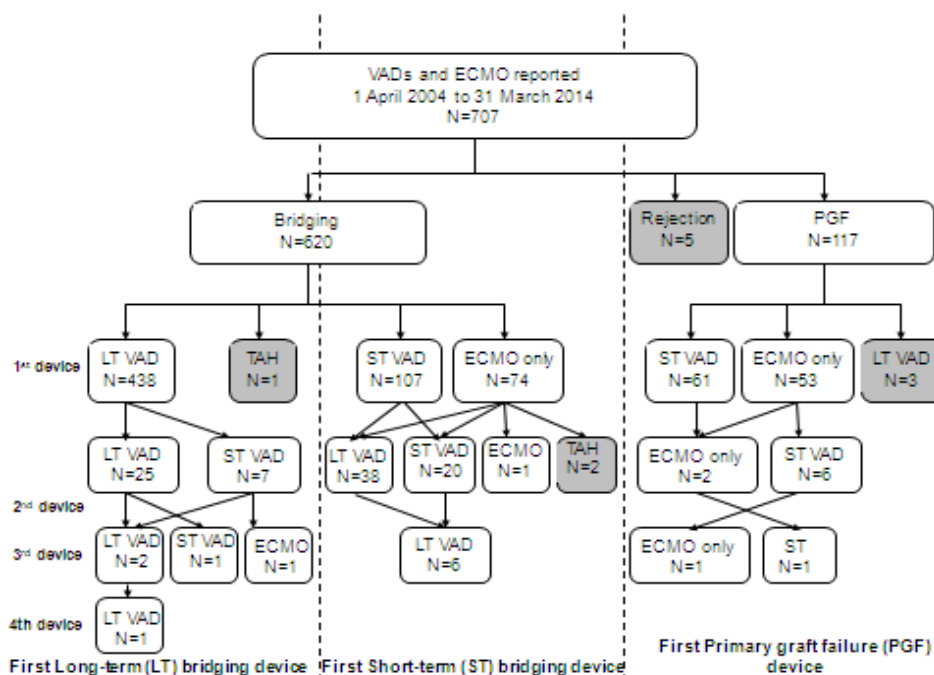 VADs and ECMO reported
1 April 2004 to 31 March 2014
N=707
Bridging
N=620
Rejection
N=5
PGF
N=117
1st device
LT VAD
N=438
TAH
N=1
ST VAD
N=107
ECMO only
N=74
ST VAD
N=61
ECMO only
N=53
LT VAD
N=3
2nd device
LT VAD
N=25
ST VAD
N=7
LT VAD
N=38
ST VAD
N=20
ECMO
N=1
TAH
N=2
ECMO only
N=2
ST VAD
N=6
3rd device
LT VAD
N=2
ST VAD
N=1
ECMO
N=1
LT VAD
N=6
ECMO only
N=1
ST
N=1
4th device
LT VAD
N=1
First Long-term (LT) bridging device
First Short-term (ST) bridging device
First Primary graft failure (PGF)
device